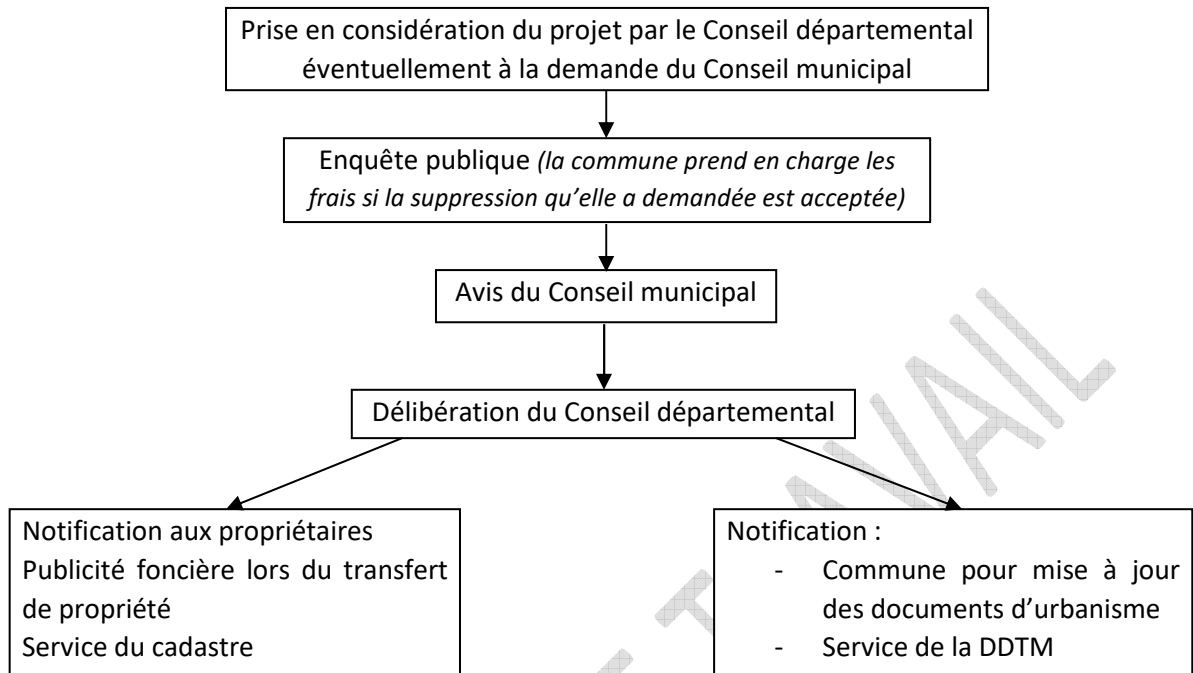 Prise en considération du projet par le Conseil départemental
éventuellement à la demande du Conseil municipal
Enquête publique (la commune prend en charge les
frais si la suppression qu’elle a demandée est acceptée)
Avis du Conseil municipal
Délibération du Conseil départemental
Notification aux propriétaires
Publicité foncière lors du transfert
de propriété
Service du cadastre
Notification :
- Commune pour mise à jour
des documents d’urbanisme
- Service de la DDTM
TRAVAIL